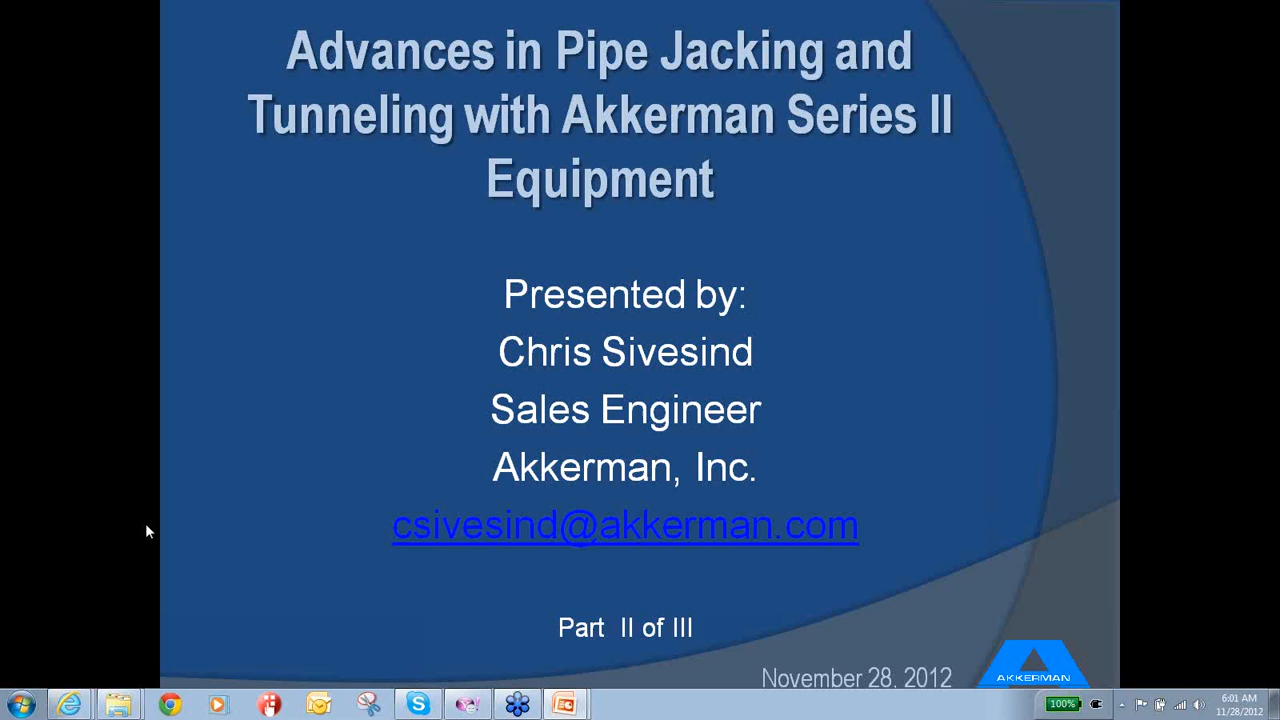 Advances in Pipe Jacking and
Tunneling with Akkerman Series II
Equipment
Presented by:
Chris Sivesind
Sales Engineer
Akkerman, Inc.
csivesind@akkerman.com
Part II of III
November 28, 2012
AKKERMAN
100%
6:01 AM
11/28/2012